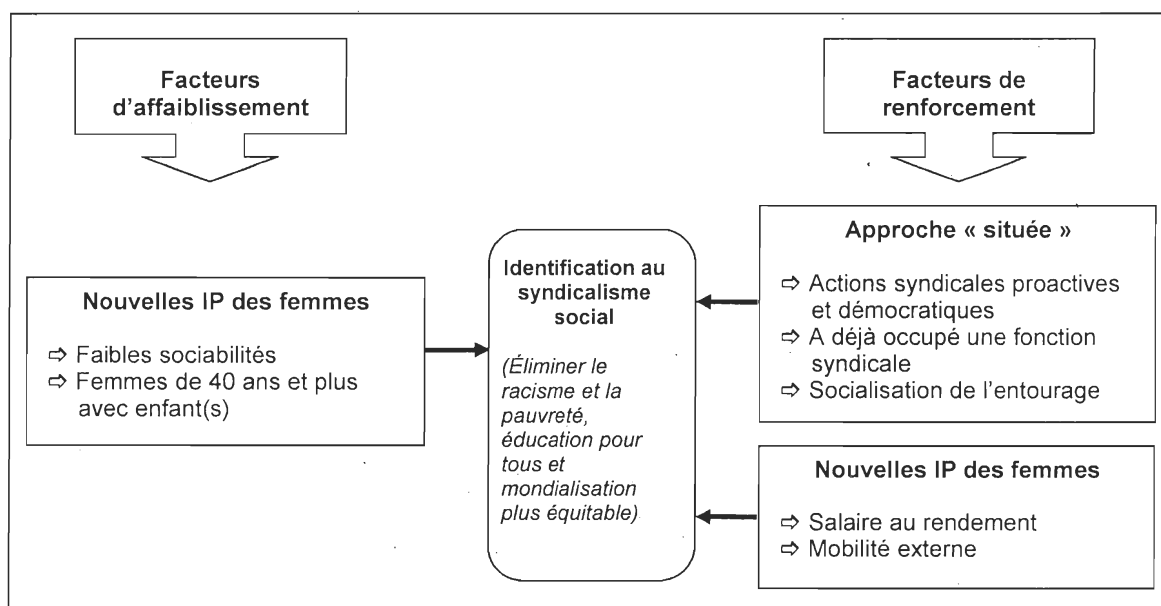 Facteurs
d'affaiblissement
Facteurs de
renforcement
Nouvelles IP des femmes
⇨ Faibles sociabilités
⇨ Femmes de 40 ans et plus
avec enfant(s)
Identification au
syndicalisme
social
(Éliminer le
racisme et la
pauvreté,
éducation pour
tous et
mondialisation
plus équitable)
Approche « située »
⇨ Actions syndicales proactives
et démocratiques
⇨ A déjà occupé une fonction
syndicale
⇨ Socialisation de l'entourage
Nouvelles IP des femmes
⇨ Salaire au rendement
⇨ Mobilité externe